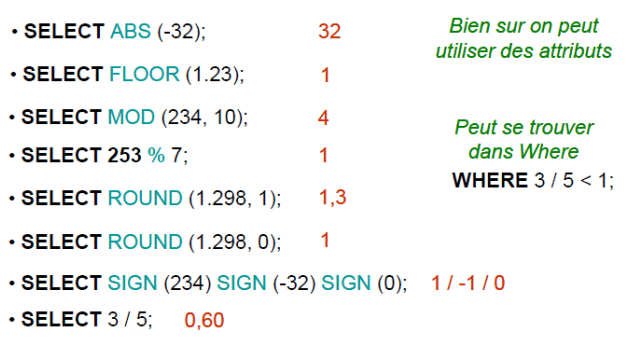 • SELECT ABS (-32); 32
• SELECT FLOOR (1.23); 1
• SELECT MOD (234, 10); 4
• SELECT 253 % 7; 1
• SELECT ROUND (1.298, 1); 1,3
• SELECT ROUND (1.298, 0); 1
• SELECT SIGN (234) SIGN (-32) SIGN (0); 1 / -1 / 0
• SELECT 3 / 5; 0,60
Bien sur on peut
utiliser des attributs
Peut se trouver
dans Where
WHERE 3 / 5 < 1;